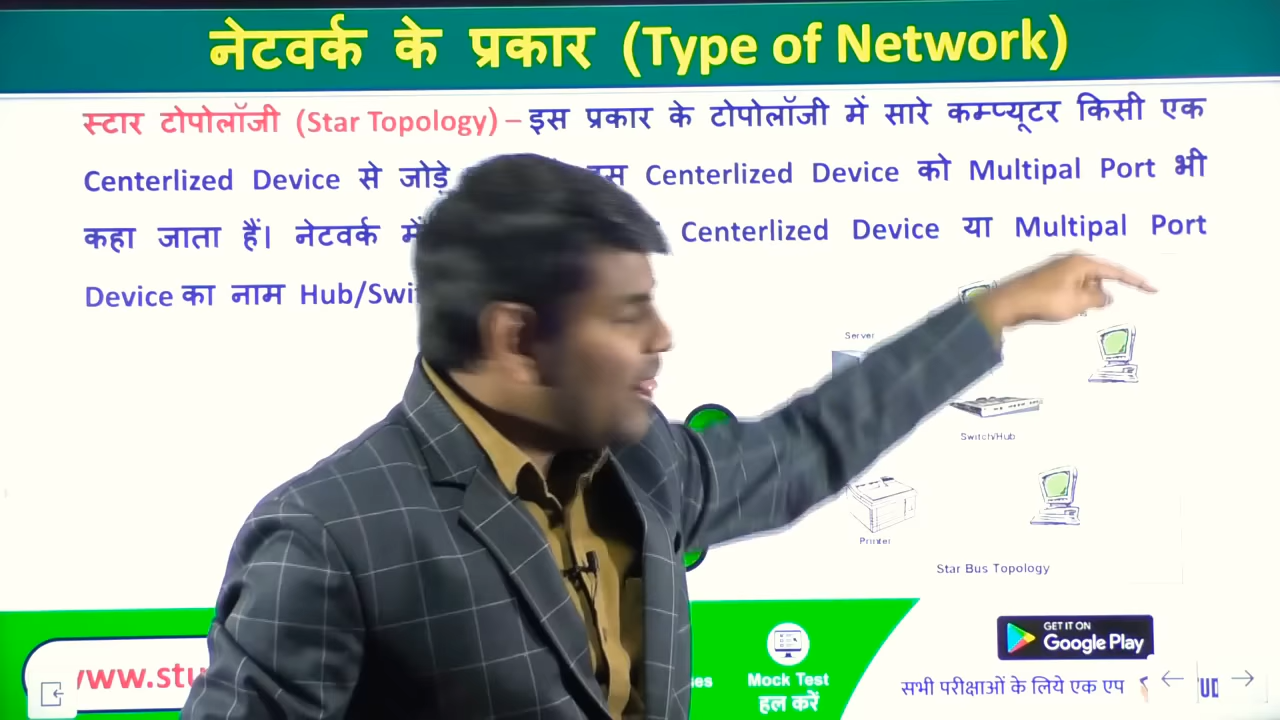 नेटवर्क के प्रकार (Type of Network)
स्टार टोपोलॉजी (Star Topology) – इस प्रकार के टोपोलॉजी में सारे कम्प्यूटर किसी एक
Centerlized Device से जोड़े इस Centerlized Device को Multipal Port भी
कहा जाता हैं। नेटवर्क में Centerlized Device या Multipal Port
Device का नाम Hub/Swi
Server
Switch/Hub
Printer
Star Bus Topology
www.stu
Mock Test
हल करें
GET IT ON
Google Play
सभी परीक्षाओं के लिये एक एप